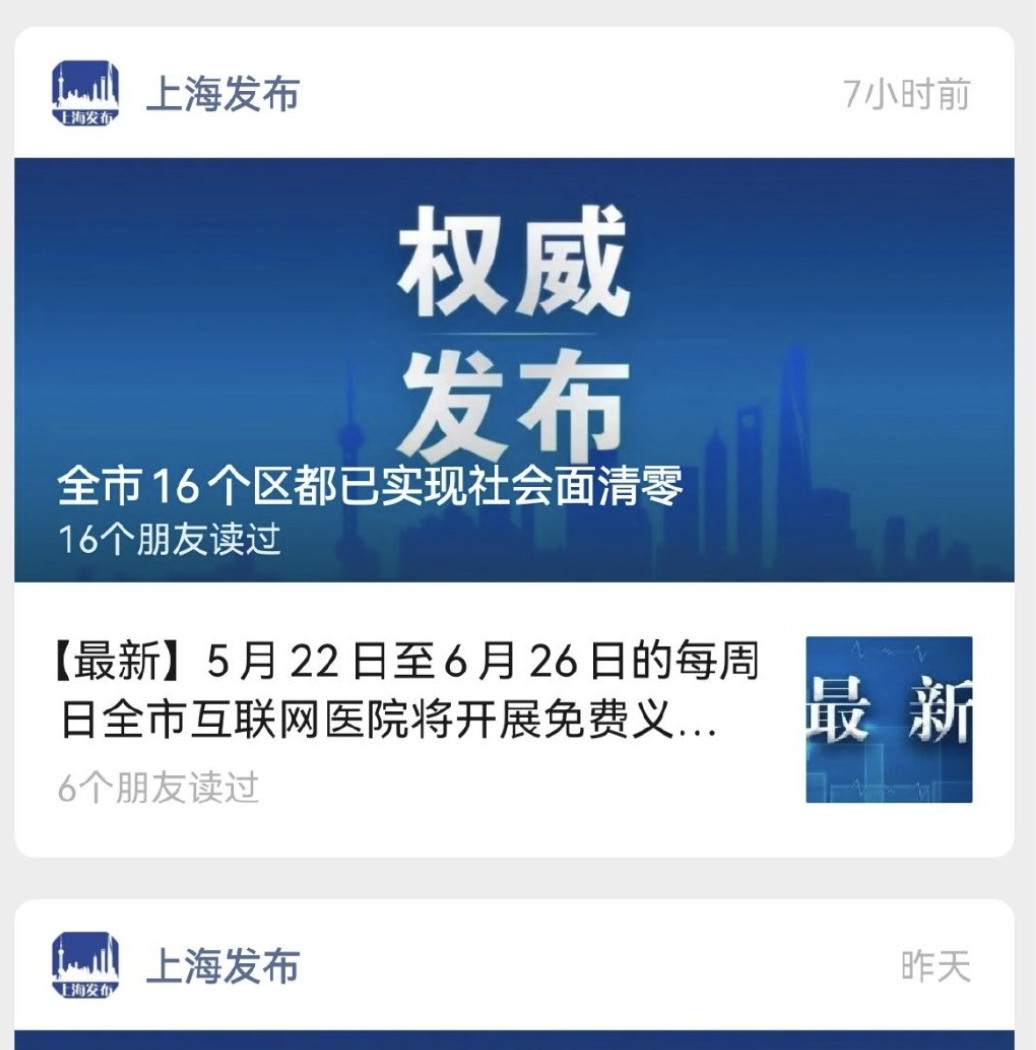 上海发布
上海发布
7小时前
权威
发布
全市16个区都已实现社会面清零
16个朋友读过
【最新】5月22日至6月26日的每周
日全市互联网医院将开展免费义...
最新
6个朋友读过
上海发布
上海发布
昨天